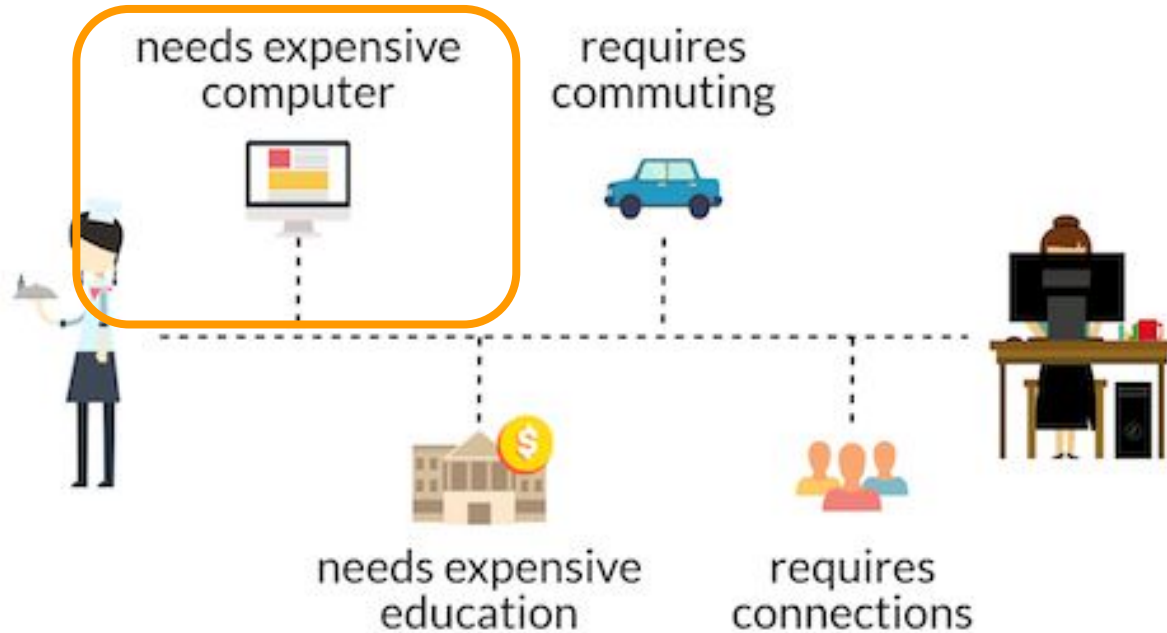 needs expensive
computer
requires
commuting
$
needs expensive
education
requires
connections